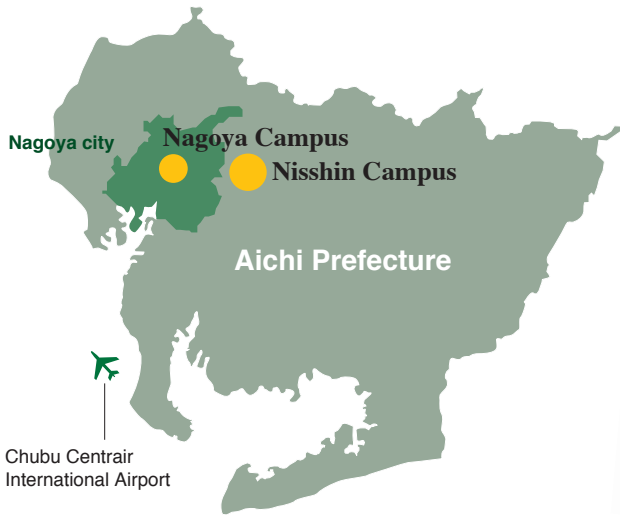 Nagoya city
Nagoya Campus
Nisshin Campus
Aichi Prefecture
Chubu Centrair
International Airport